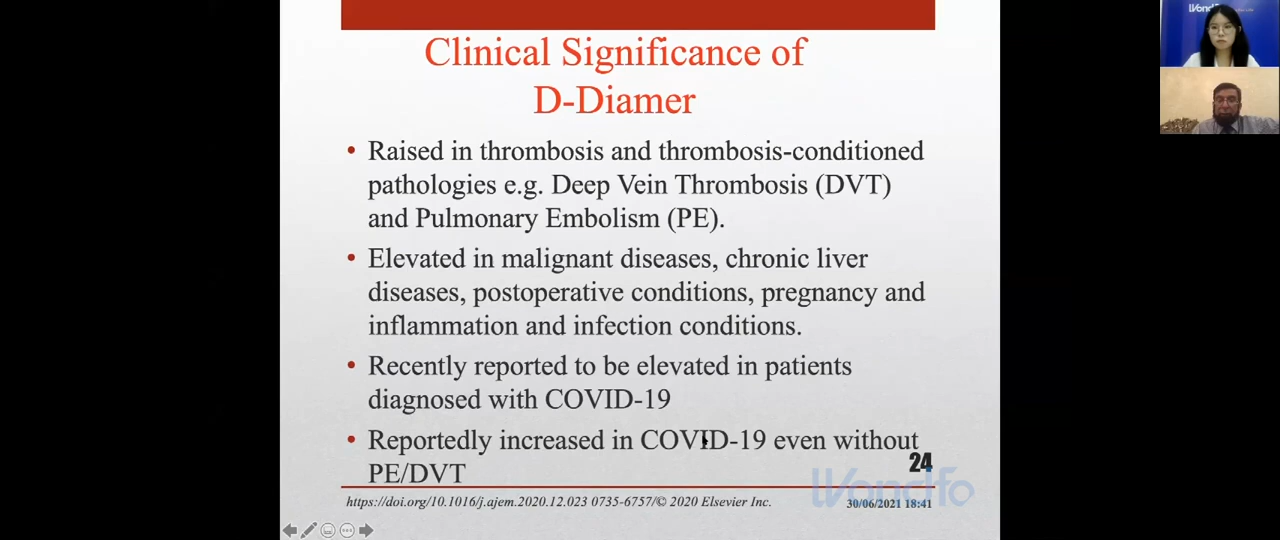 Clinical Significance of
D-Diamer
• Raised in thrombosis and thrombosis-conditioned
pathologies e.g. Deep Vein Thrombosis (DVT)
and Pulmonary Embolism (PE).
• Elevated in malignant diseases, chronic liver
diseases, postoperative conditions, pregnancy and
inflammation and infection conditions.
• Recently reported to be elevated in patients
diagnosed with COVID-19
• Reportedly increased in COVID-19 even without
PE/DVT
24
https://doi.org/10.1016/j.ajem.2020.12.023 0735-6757/© 2020 Elsevier Inc.
30/06/2021 18:41
Wondfo
Wondfo